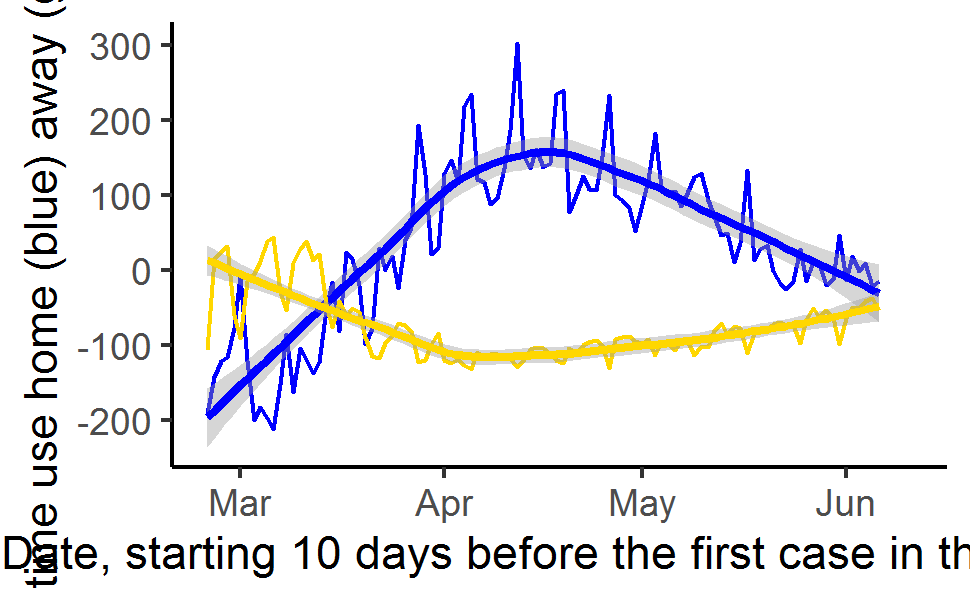 time use home (blue) away (
300
200
100
0
-100
-200
Mar Apr May Jun
Date, starting 10 days before the first case in th